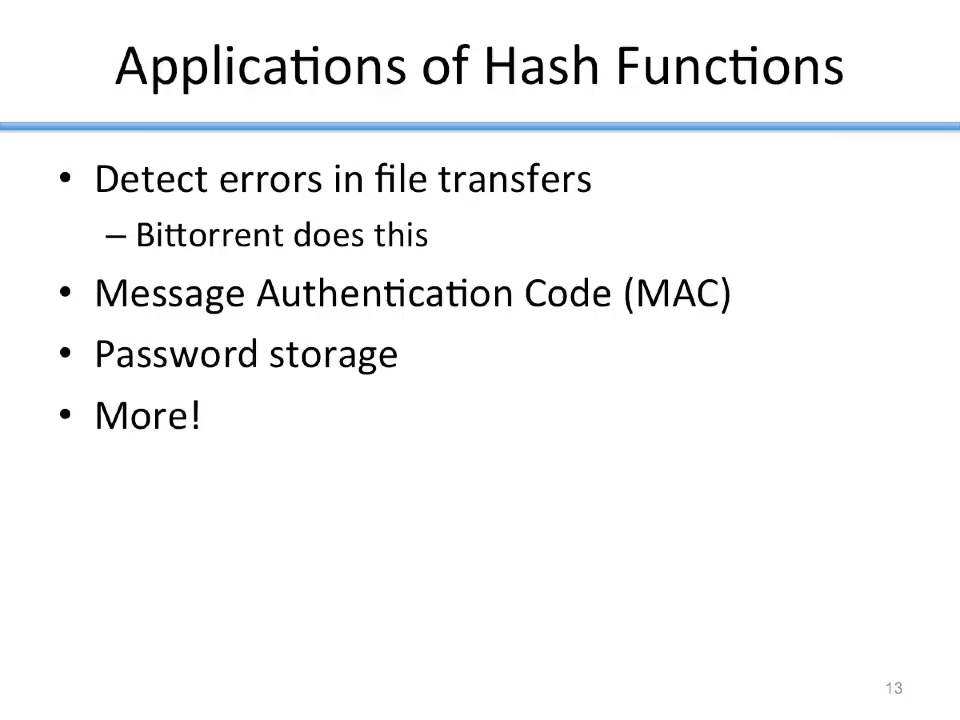 Applications of Hash Functions
• Detect errors in file transfers
– Bittorrent does this
• Message Authentication Code (MAC)
• Password storage
• More!
13